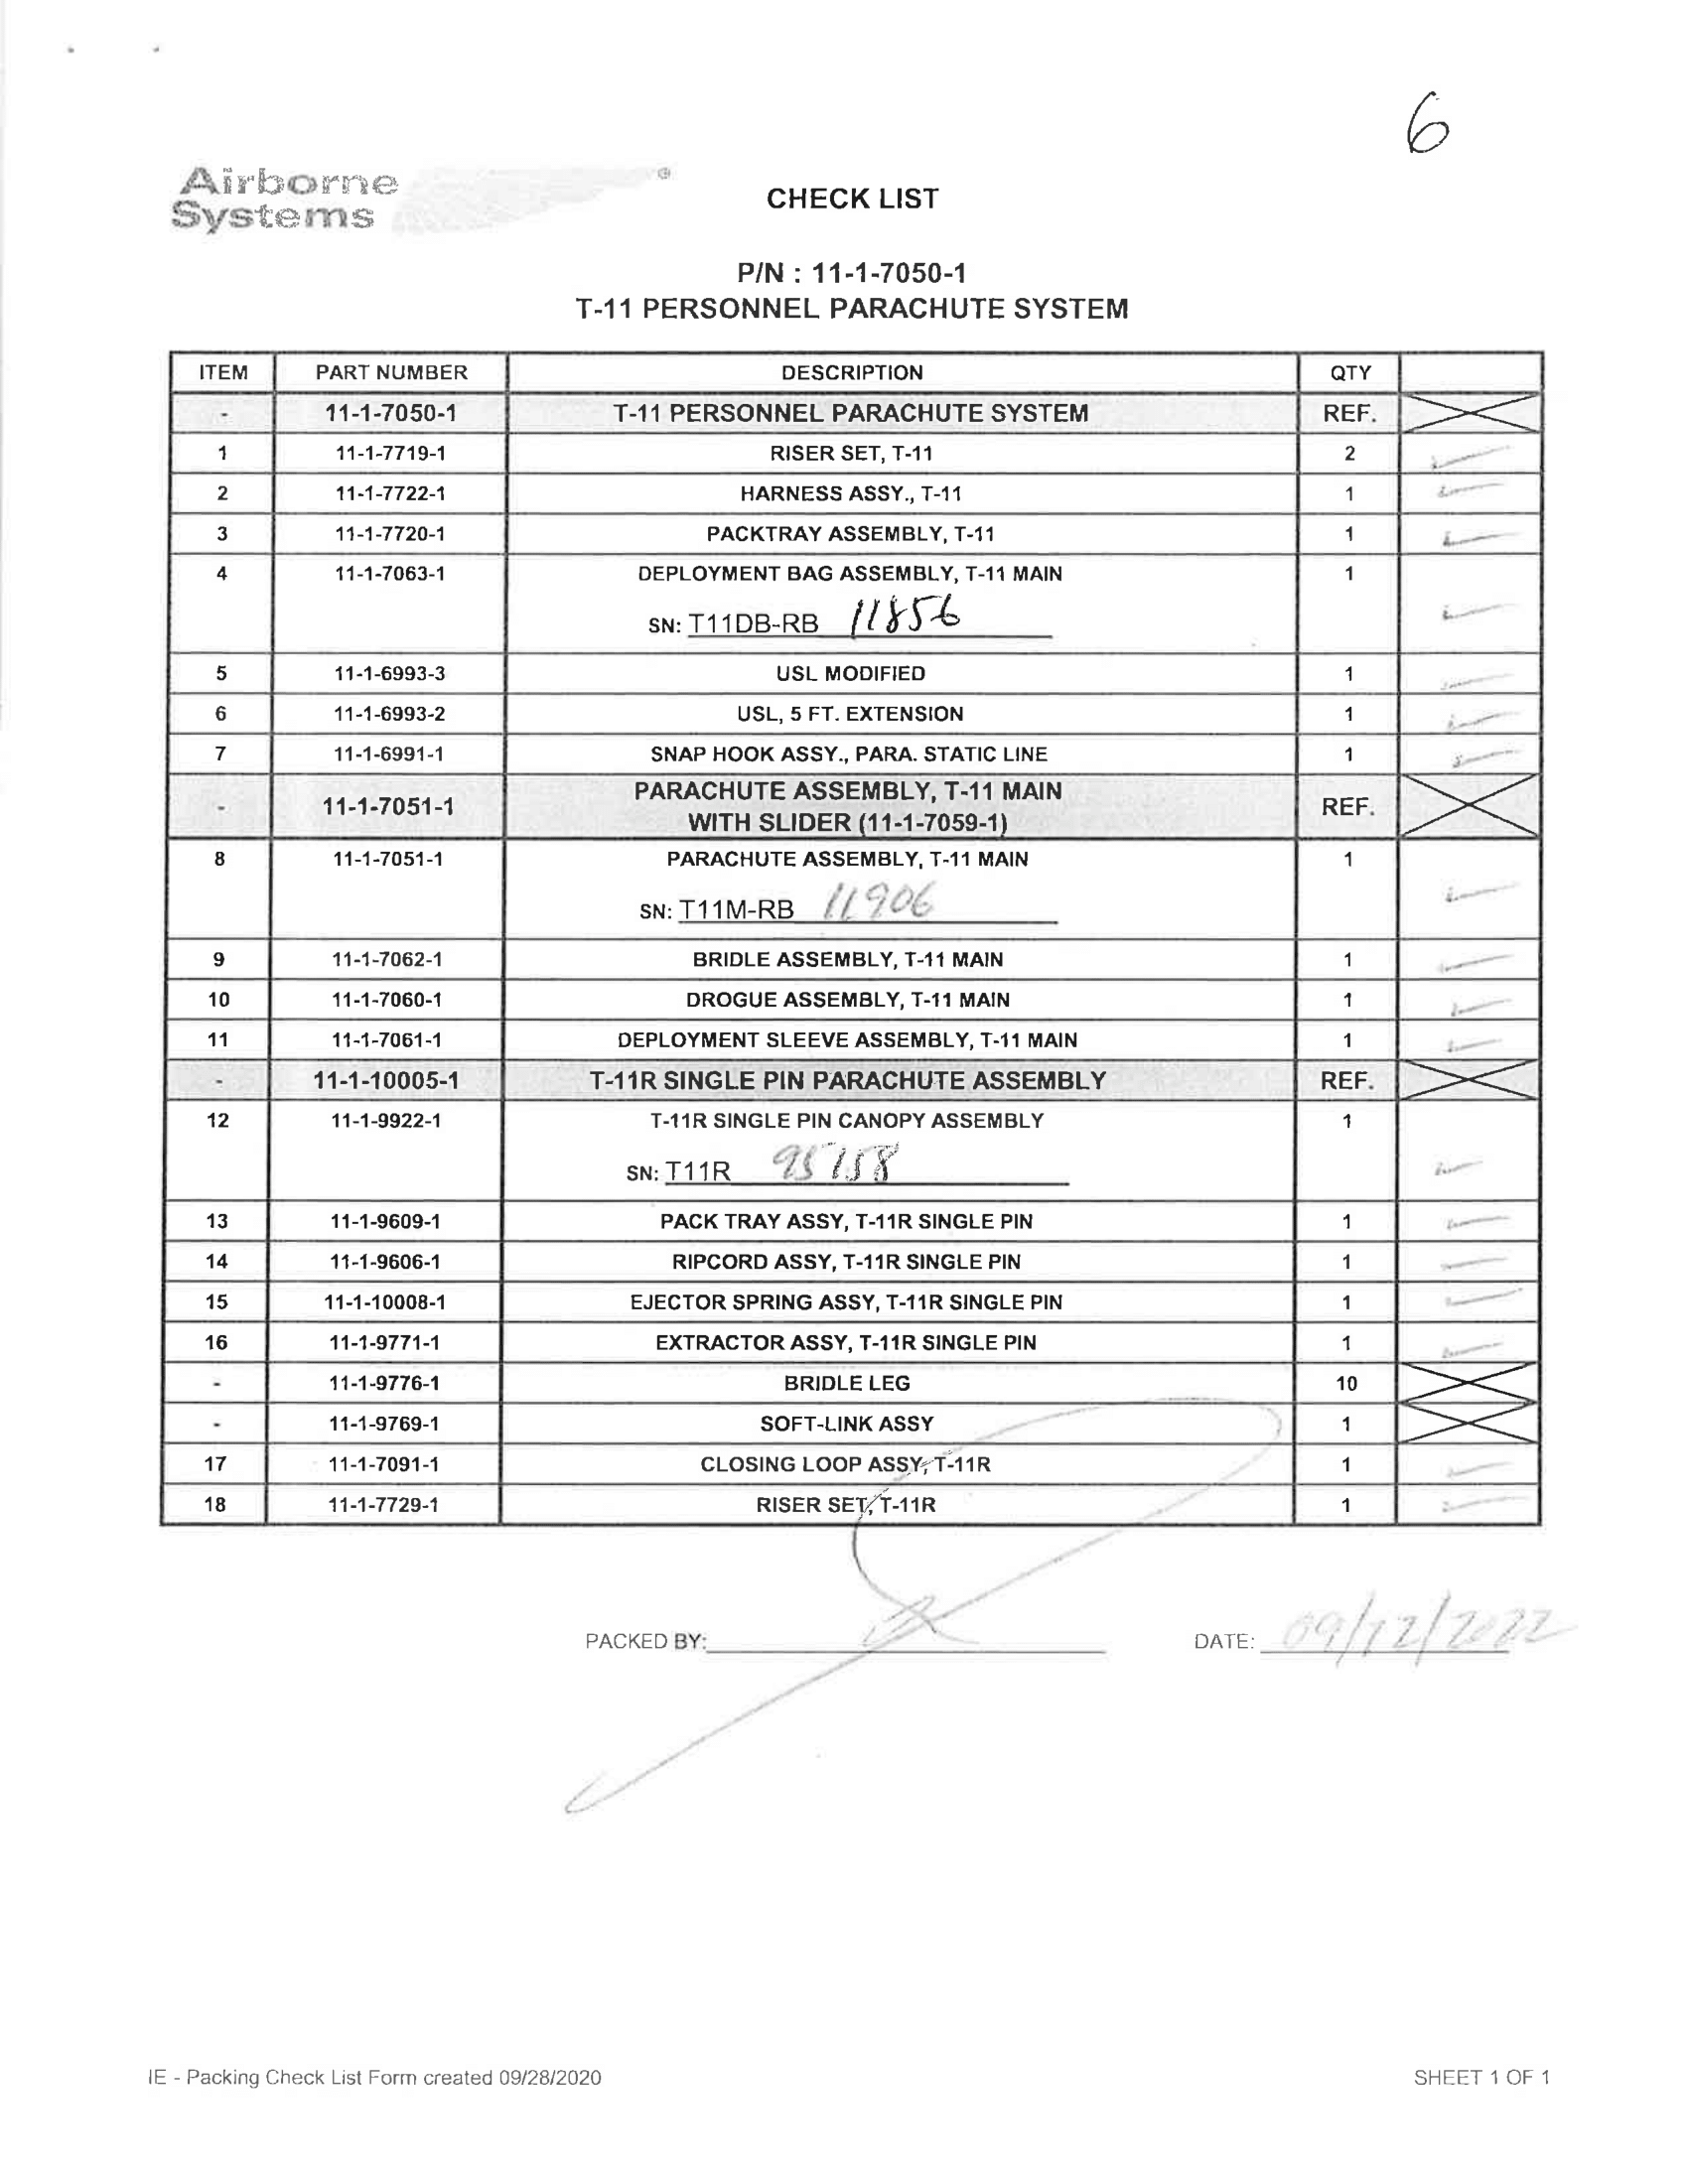 6
Airborne
Systems
CHECK LIST
P/N : 11-1-7050-1
T-11 PERSONNEL PARACHUTE SYSTEM
ITEM PART NUMBER DESCRIPTION QTY
- 11-1-7050-1 T-11 PERSONNEL PARACHUTE SYSTEM REF.
1 11-1-7719-1 RISER SET, T-11 2
2 11-1-7722-1 HARNESS ASSY., T-11 1
3 11-1-7720-1 PACKTRAY ASSEMBLY, T-11 1
4 11-1-7063-1 DEPLOYMENT BAG ASSEMBLY, T-11 MAIN 1
SN: T11DB-RB 11856
5 11-1-6993-3 USL MODIFIED 1
6 11-1-6993-2 USL, 5 FT. EXTENSION 1
7 11-1-6991-1 SNAP HOOK ASSY., PARA. STATIC LINE 1
- 11-1-7051-1 PARACHUTE ASSEMBLY, T-11 MAIN REF.
WITH SLIDER (11-1-7059-1)
8 11-1-7051-1 PARACHUTE ASSEMBLY, T-11 MAIN 1
SN: T11M-RB 11906
9 11-1-7062-1 BRIDLE ASSEMBLY, T-11 MAIN 1
10 11-1-7060-1 DROGUE ASSEMBLY, T-11 MAIN 1
11 11-1-7061-1 DEPLOYMENT SLEEVE ASSEMBLY, T-11 MAIN 1
- 11-1-10005-1 T-11R SINGLE PIN PARACHUTE ASSEMBLY REF.
12 11-1-9922-1 T-11R SINGLE PIN CANOPY ASSEMBLY 1
SN: T11R 95758
13 11-1-9609-1 PACK TRAY ASSY, T-11R SINGLE PIN 1
14 11-1-9606-1 RIPCORD ASSY, T-11R SINGLE PIN 1
15 11-1-10008-1 EJECTOR SPRING ASSY, T-11R SINGLE PIN 1
16 11-1-9771-1 EXTRACTOR ASSY, T-11R SINGLE PIN 1
- 11-1-9776-1 BRIDLE LEG 10
- 11-1-9769-1 SOFT-LINK ASSY 1
17 11-1-7091-1 CLOSING LOOP ASSY, T-11R 1
18 11-1-7729-1 RISER SET, T-11R 1
PACKED BY: DATE: 09/12/2022
IE - Packing Check List Form created 09/28/2020 SHEET 1 OF 1